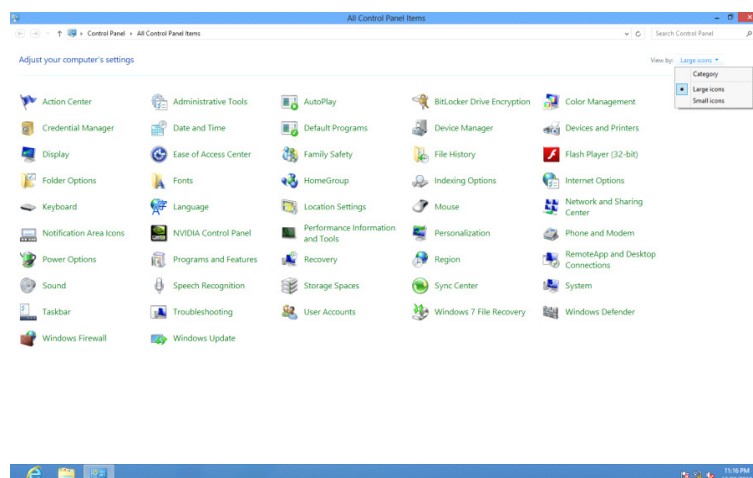 All Control Panel Items
Control Panel All Control Panel Items
Search Control Panel
Adjust your computer's settings
View by: Large icons
Category
Large icons
Small icons
Action Center
Administrative Tools
AutoPlay
BitLocker Drive Encryption
Color Management
Credential Manager
Date and Time
Default Programs
Device Manager
Devices and Printers
Display
Ease of Access Center
Family Safety
File History
Flash Player (32-bit)
Folder Options
Fonts
HomeGroup
Indexing Options
Internet Options
Keyboard
Language
Location Settings
Mouse
Network and Sharing
Center
Notification Area Icons
NVIDIA Control Panel
Performance Information
and Tools
Personalization
Phone and Modem
Power Options
Programs and Features
Recovery
Region
RemoteApp and Desktop
Connections
Sound
Speech Recognition
Storage Spaces
Sync Center
System
Taskbar
Troubleshooting
User Accounts
Windows 7 File Recovery
Windows Defender
Windows Firewall
Windows Update
11:16 PM